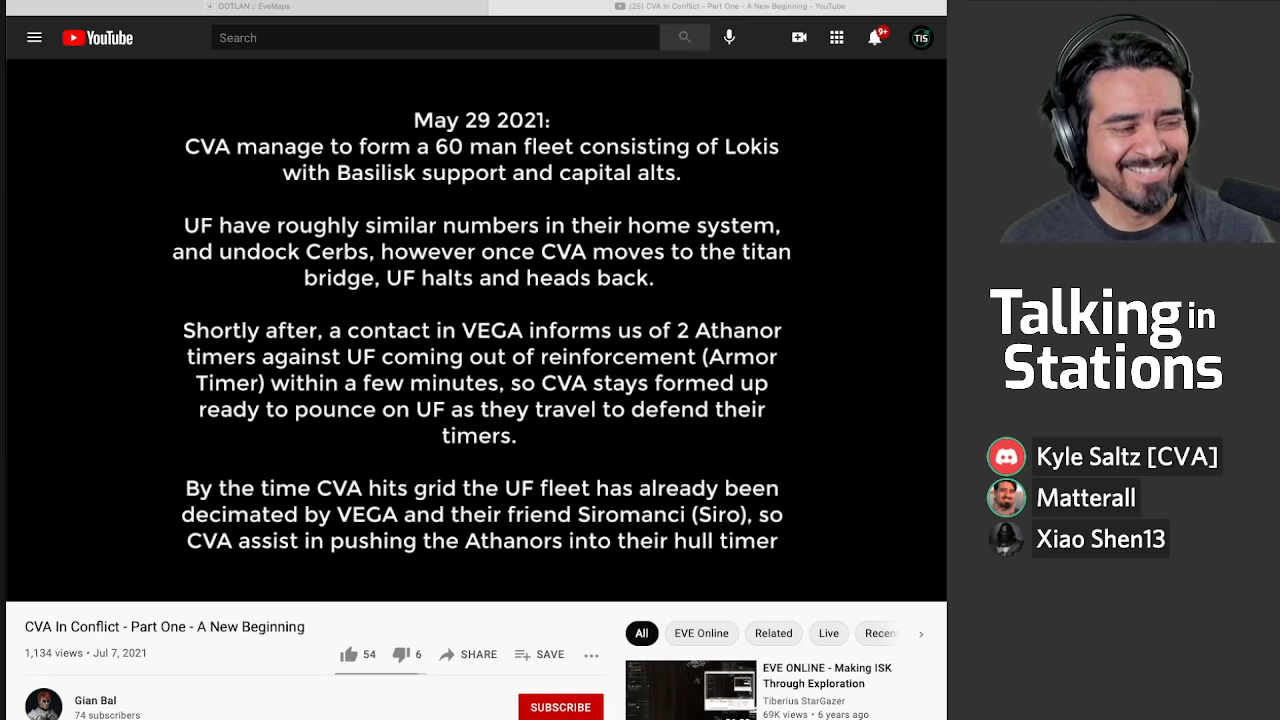 DOTLAN :: EveMaps
(25) CVA In Conflict - Part One - A New Beginning - YouTube
YouTube
Search
9+
TIS
May 29 2021:
CVA manage to form a 60 man fleet consisting of Lokis
with Basilisk support and capital alts.
UF have roughly similar numbers in their home system,
and undock Cerbs, however once CVA moves to the titan
bridge, UF halts and heads back.
Shortly after, a contact in VEGA informs us of 2 Athanor
timers against UF coming out of reinforcement (Armor
Timer) within a few minutes, so CVA stays formed up
ready to pounce on UF as they travel to defend their
timers.
By the time CVA hits grid the UF fleet has already been
decimated by VEGA and their friend Siromanci (Siro), so
CVA assist in pushing the Athanors into their hull timer
Talking in
Stations
Kyle Saltz [CVA]
Matterall
Xiao Shen13
CVA In Conflict - Part One - A New Beginning
1,134 views • Jul 7, 2021
54
6
SHARE
SAVE
Gian Bal
74 subscribers
SUBSCRIBE
All
EVE Online
Related
Live
Recen
EVE ONLINE - Making ISK
Through Exploration
Tiberius StarGazer
69K views • 6 years ago